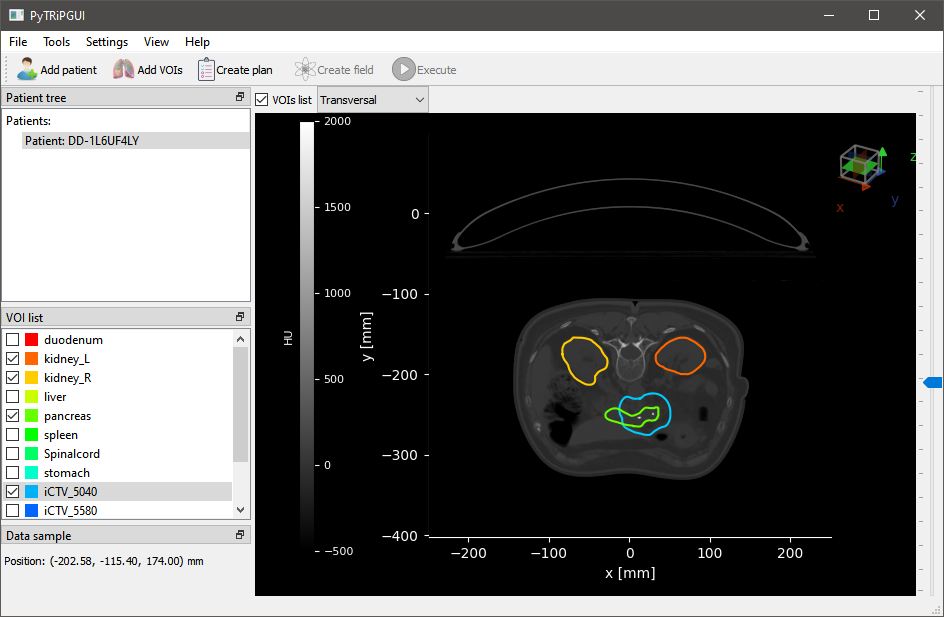 PyTRiPGUI
File Tools Settings View Help
Add patient Add VOIs Create plan Create field Execute
Patient tree
Patients:
Patient: DD-1L6UF4LY
VOI list
duodenum
kidney_L
kidney_R
liver
pancreas
spleen
Spinalcord
stomach
iCTV_5040
iCTV_5580
Data sample
Position: (-202.58, -115.40, 174.00) mm
VOIs list Transversal
2000
1500
1000
500
0
−500
HU
y [mm]
0
−100
−200
−300
−400
−200 −100 0 100 200
x [mm]
z
y
x